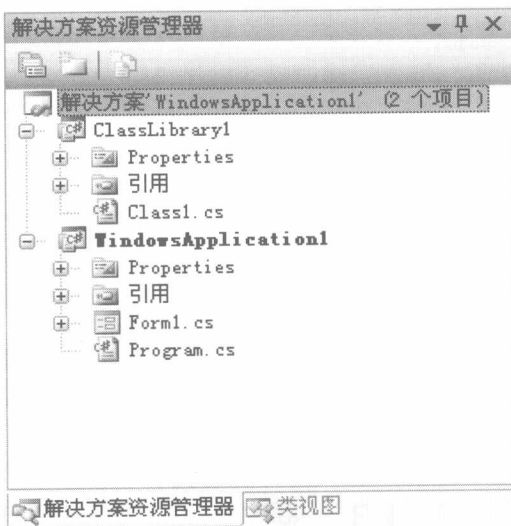 解决方案资源管理器
解决方案'WindowsApplication1' (2 个项目)
ClassLibrary1
Properties
引用
Class1.cs
WindowsApplication1
Properties
引用
Form1.cs
Program.cs
解决方案资源管理器 类视图